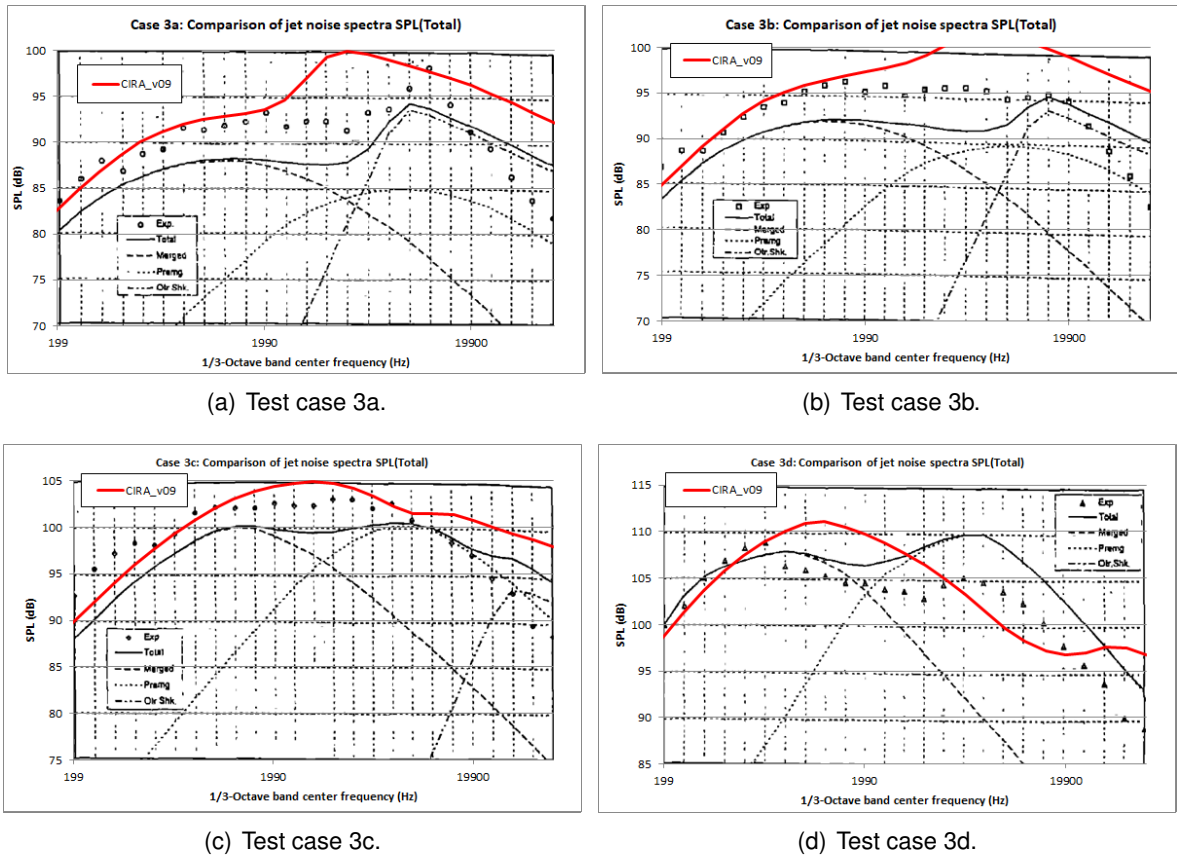 Case 3a: Comparison of jet noise spectra SPL(Total)
CIRA_v09
100
95
90
85
80
75
70
SPL (dB)
Exp.
Total
Merged
Premg
Otr.Shk.
199
1990
19900
1/3-Octave band center frequency (Hz)
(a) Test case 3a.
Case 3b: Comparison of jet noise spectra SPL(Total)
CIRA_v09
100
95
90
85
80
75
70
SPL (dB)
Exp
Total
Merged
Premg
Otr.Shk.
199
1990
19900
1/3-Octave band center frequency (Hz)
(b) Test case 3b.
Case 3c: Comparison of jet noise spectra SPL(Total)
CIRA_v09
105
100
95
90
85
80
75
SPL (dB)
Exp
Total
Merged
Premg
Otr Shk.
199
1990
19900
1/3-Octave band center frequency (Hz)
(c) Test case 3c.
Case 3d: Comparison of jet noise spectra SPL(Total)
CIRA_v09
115
110
105
100
95
90
85
SPL (dB)
Exp
Total
Merged
Premg
Otr.Shk.
199
1990
19900
1/3-Octave band center frequency (Hz)
(d) Test case 3d.